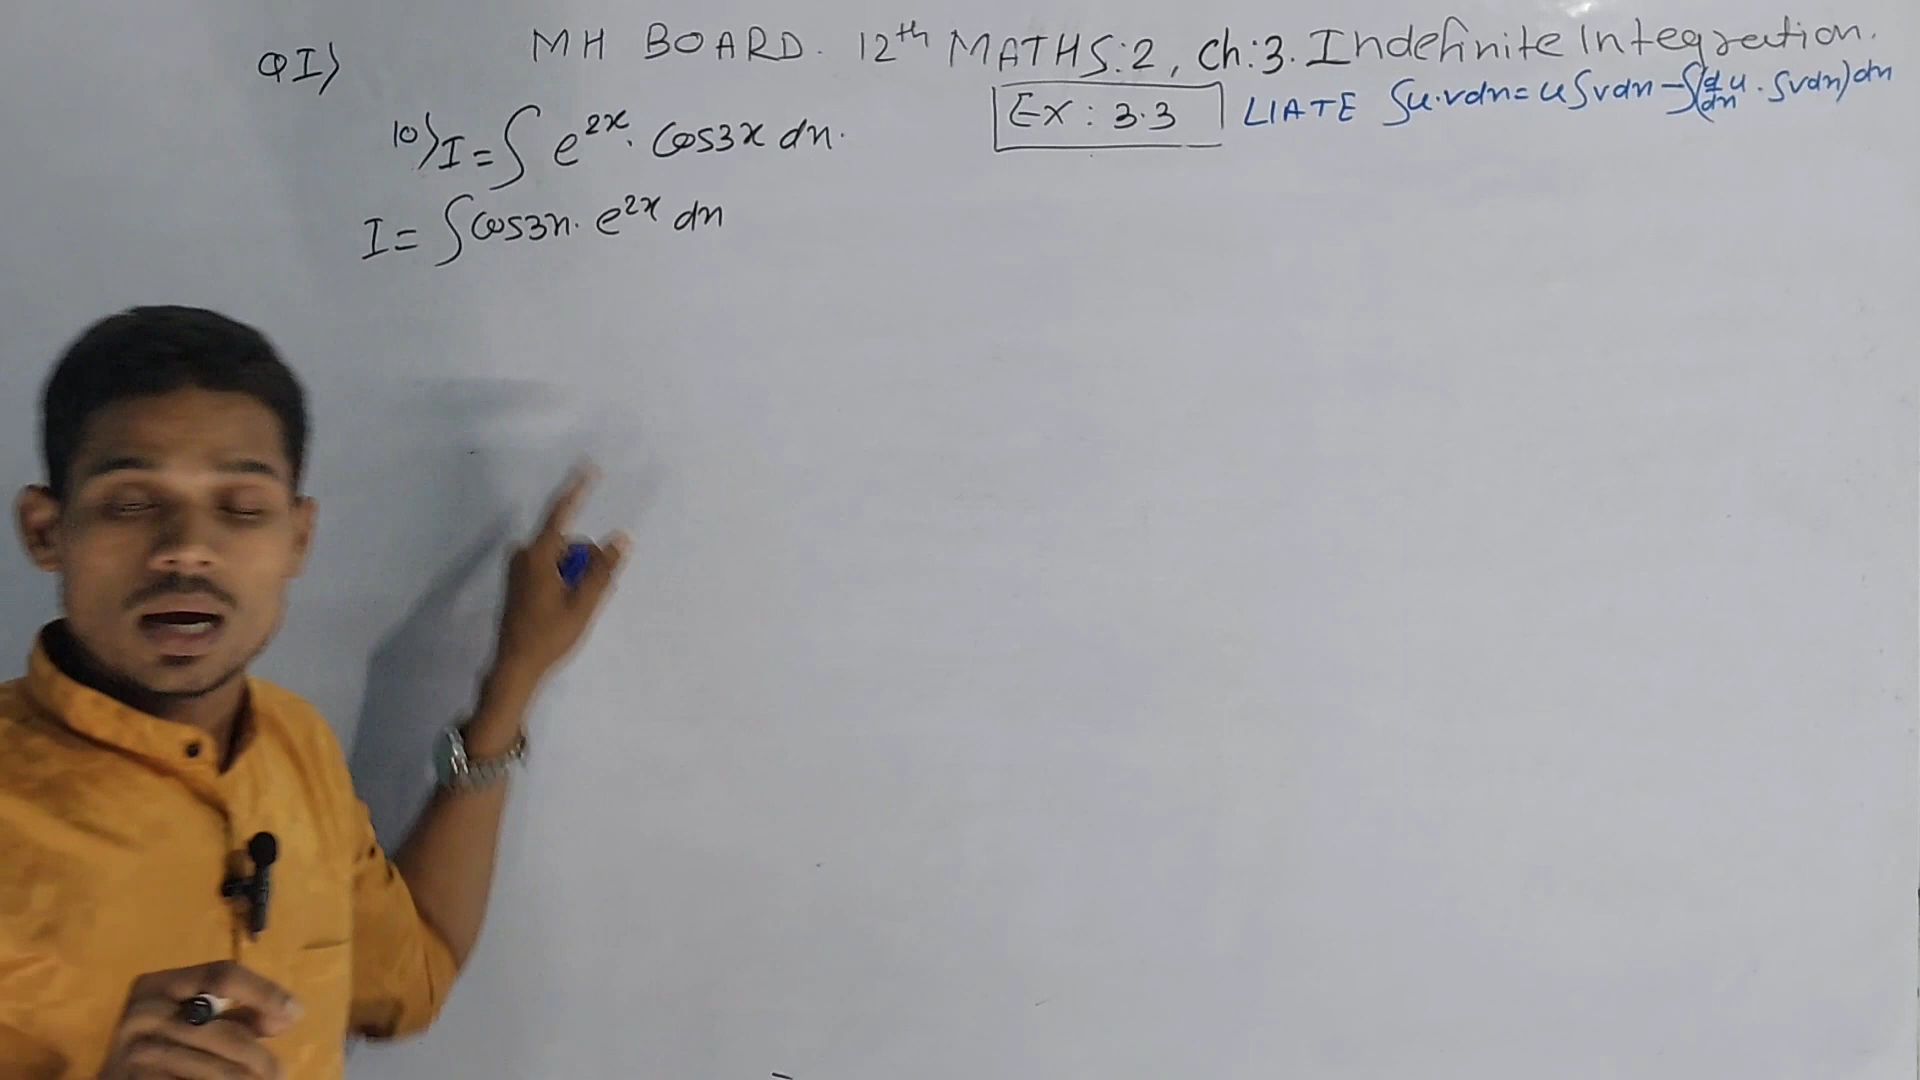 MH BOARD. 12th MATHS:2, Ch:3. Indefinite Integration.
QI)
Ex : 3.3
LIATE ∫u.vdx = u∫vdx - ∫(d/dx u . ∫vdx)dx
10) I = ∫ e^2x . Cos3x dx.
I = ∫cos3x. e^2x dx